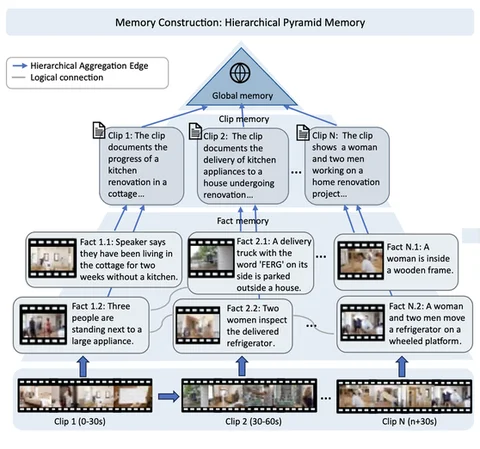 Memory Construction: Hierarchical Pyramid Memory
Hierarchical Aggregation Edge
Logical connection
Global memory
Clip memory
Clip 1: The clip
documents the
progress of a
kitchen
renovation in a
cottage...
Clip 2: The clip
documents the
delivery of kitchen
appliances to a
house undergoing
renovation...
...
Clip N: The clip
shows a woman
and two men
working on a
home renovation
project...
Fact memory
Fact 1.1: Speaker says
they have been living in
the cottage for two
weeks without a kitchen.
Fact 2.1: A delivery
truck with the
word 'FERG' on its
side is parked
outside a house.
...
Fact N.1: A
woman is inside
a wooden frame.
Fact 1.2: Three
people are
standing next to a
large appliance.
Fact 2.2: Two
women inspect
the delivered
refrigerator.
...
Fact N.2: A woman
and two men move
a refrigerator on a
wheeled platform.
...
Clip 1 (0-30s)
Clip 2 (30-60s)
Clip N (n+30s)